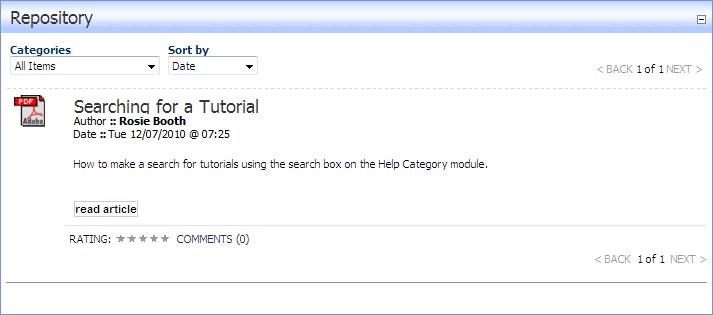 Repository
Categories Sort by
All Items Date
< BACK 1 of 1 NEXT >
PDF
Adobe
Searching for a Tutorial
Author :: Rosie Booth
Date :: Tue 12/07/2010 @ 07:25
How to make a search for tutorials using the search box on the Help Category module.
read article
RATING: COMMENTS (0)
< BACK 1 of 1 NEXT >